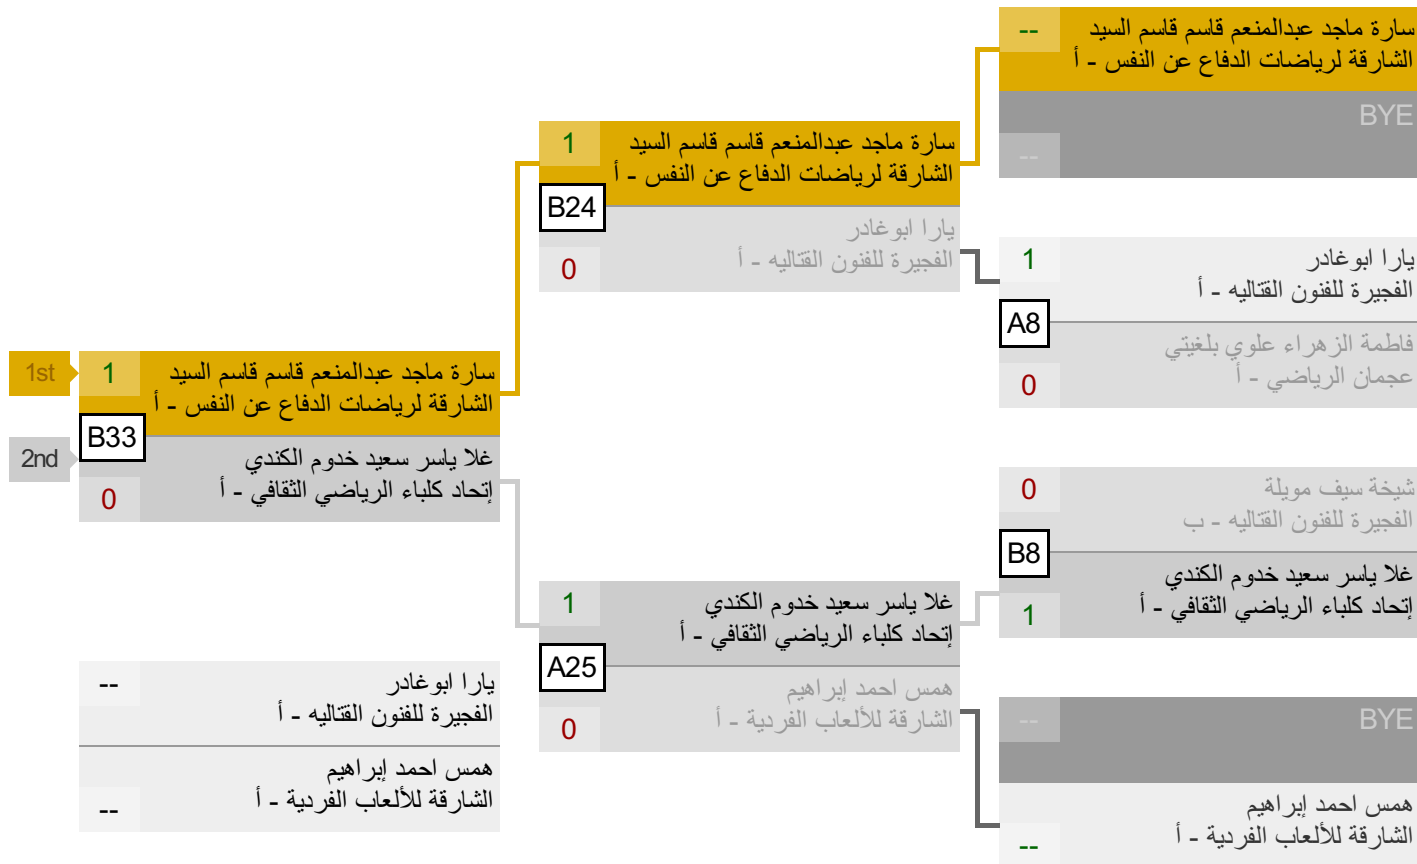 --
سارة ماجد عبدالمنعم قاسم قاسم السيد
الشارقة لرياضات الدفاع عن النفس - أ
BYE
--
1
سارة ماجد عبدالمنعم قاسم قاسم السيد
الشارقة لرياضات الدفاع عن النفس - أ
B24
يارا ابوغادر
الفجيرة للفنون القتاليه - أ
0
1
يارا ابوغادر
الفجيرة للفنون القتاليه - أ
A8
فاطمة الزهراء علوي بلغيتي
عجمان الرياضي - أ
0
1st
1
سارة ماجد عبدالمنعم قاسم قاسم السيد
الشارقة لرياضات الدفاع عن النفس - أ
B33
2nd
غلا ياسر سعيد خدوم الكندي
إتحاد كلباء الرياضي الثقافي - أ
0
0
شيخة سيف مويلة
الفجيرة للفنون القتاليه - ب
B8
غلا ياسر سعيد خدوم الكندي
إتحاد كلباء الرياضي الثقافي - أ
1
1
غلا ياسر سعيد خدوم الكندي
إتحاد كلباء الرياضي الثقافي - أ
A25
همس احمد إبراهيم
الشارقة للألعاب الفردية - أ
0
--
يارا ابوغادر
الفجيرة للفنون القتاليه - أ
همس احمد إبراهيم
الشارقة للألعاب الفردية - أ
--
--
BYE
همس احمد إبراهيم
الشارقة للألعاب الفردية - أ
--